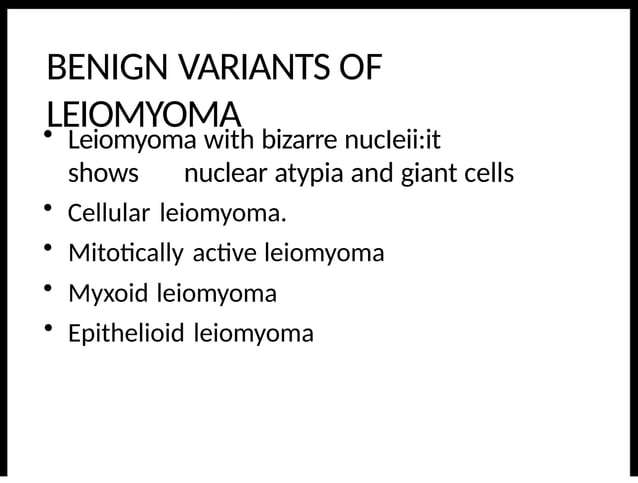 BENIGN VARIANTS OF
LEIOMYOMA
• Leiomyoma with bizarre nucleii:it
shows nuclear atypia and giant cells
• Cellular leiomyoma.
• Mitotically active leiomyoma
• Myxoid leiomyoma
• Epithelioid leiomyoma